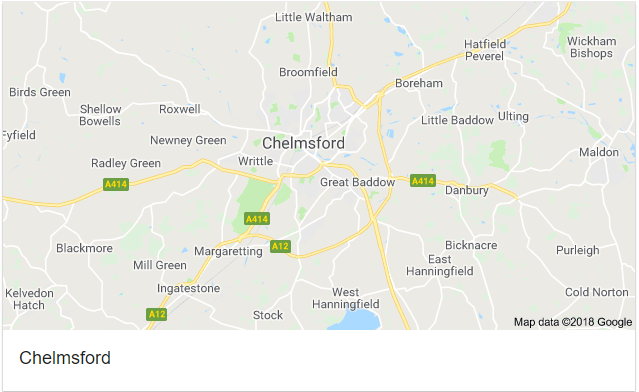 Little Waltham
Hatfield
Peverel
Wickham
Bishops
Broomfield
Boreham
Birds Green
Shellow
Bowells
Roxwell
Little Baddow
Ulting
Fyfield
Newney Green
Chelmsford
Maldon
Radley Green
Writtle
A414
Great Baddow
A414
Danbury
A414
Blackmore
Margaretting
A12
Bicknacre
Purleigh
Mill Green
East
Hanningfield
Kelvedon
Hatch
Ingatestone
West
Hanningfield
Cold Norton
A12
Stock
Map data ©2018 Google
Chelmsford